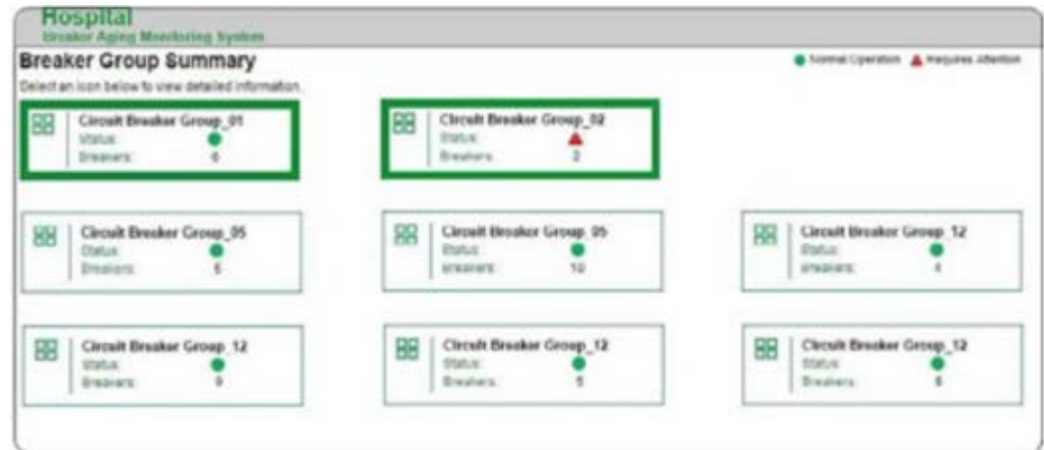 Hospital
Breaker Aging Monitoring System
Breaker Group Summary
Normal Operation Requires Attention
Select an icon below to view detailed information.
Circuit Breaker Group_01
Status:
Breakers: 6
Circuit Breaker Group_02
Status:
Breakers: 2
Circuit Breaker Group_05
Status:
Breakers:
Circuit Breaker Group_05
Status:
Breakers: 10
Circuit Breaker Group_12
Status:
Breakers: 4
Circuit Breaker Group_12
Status:
Breakers: 9
Circuit Breaker Group_12
Status:
Breakers: 5
Circuit Breaker Group_12
Status:
Breakers: